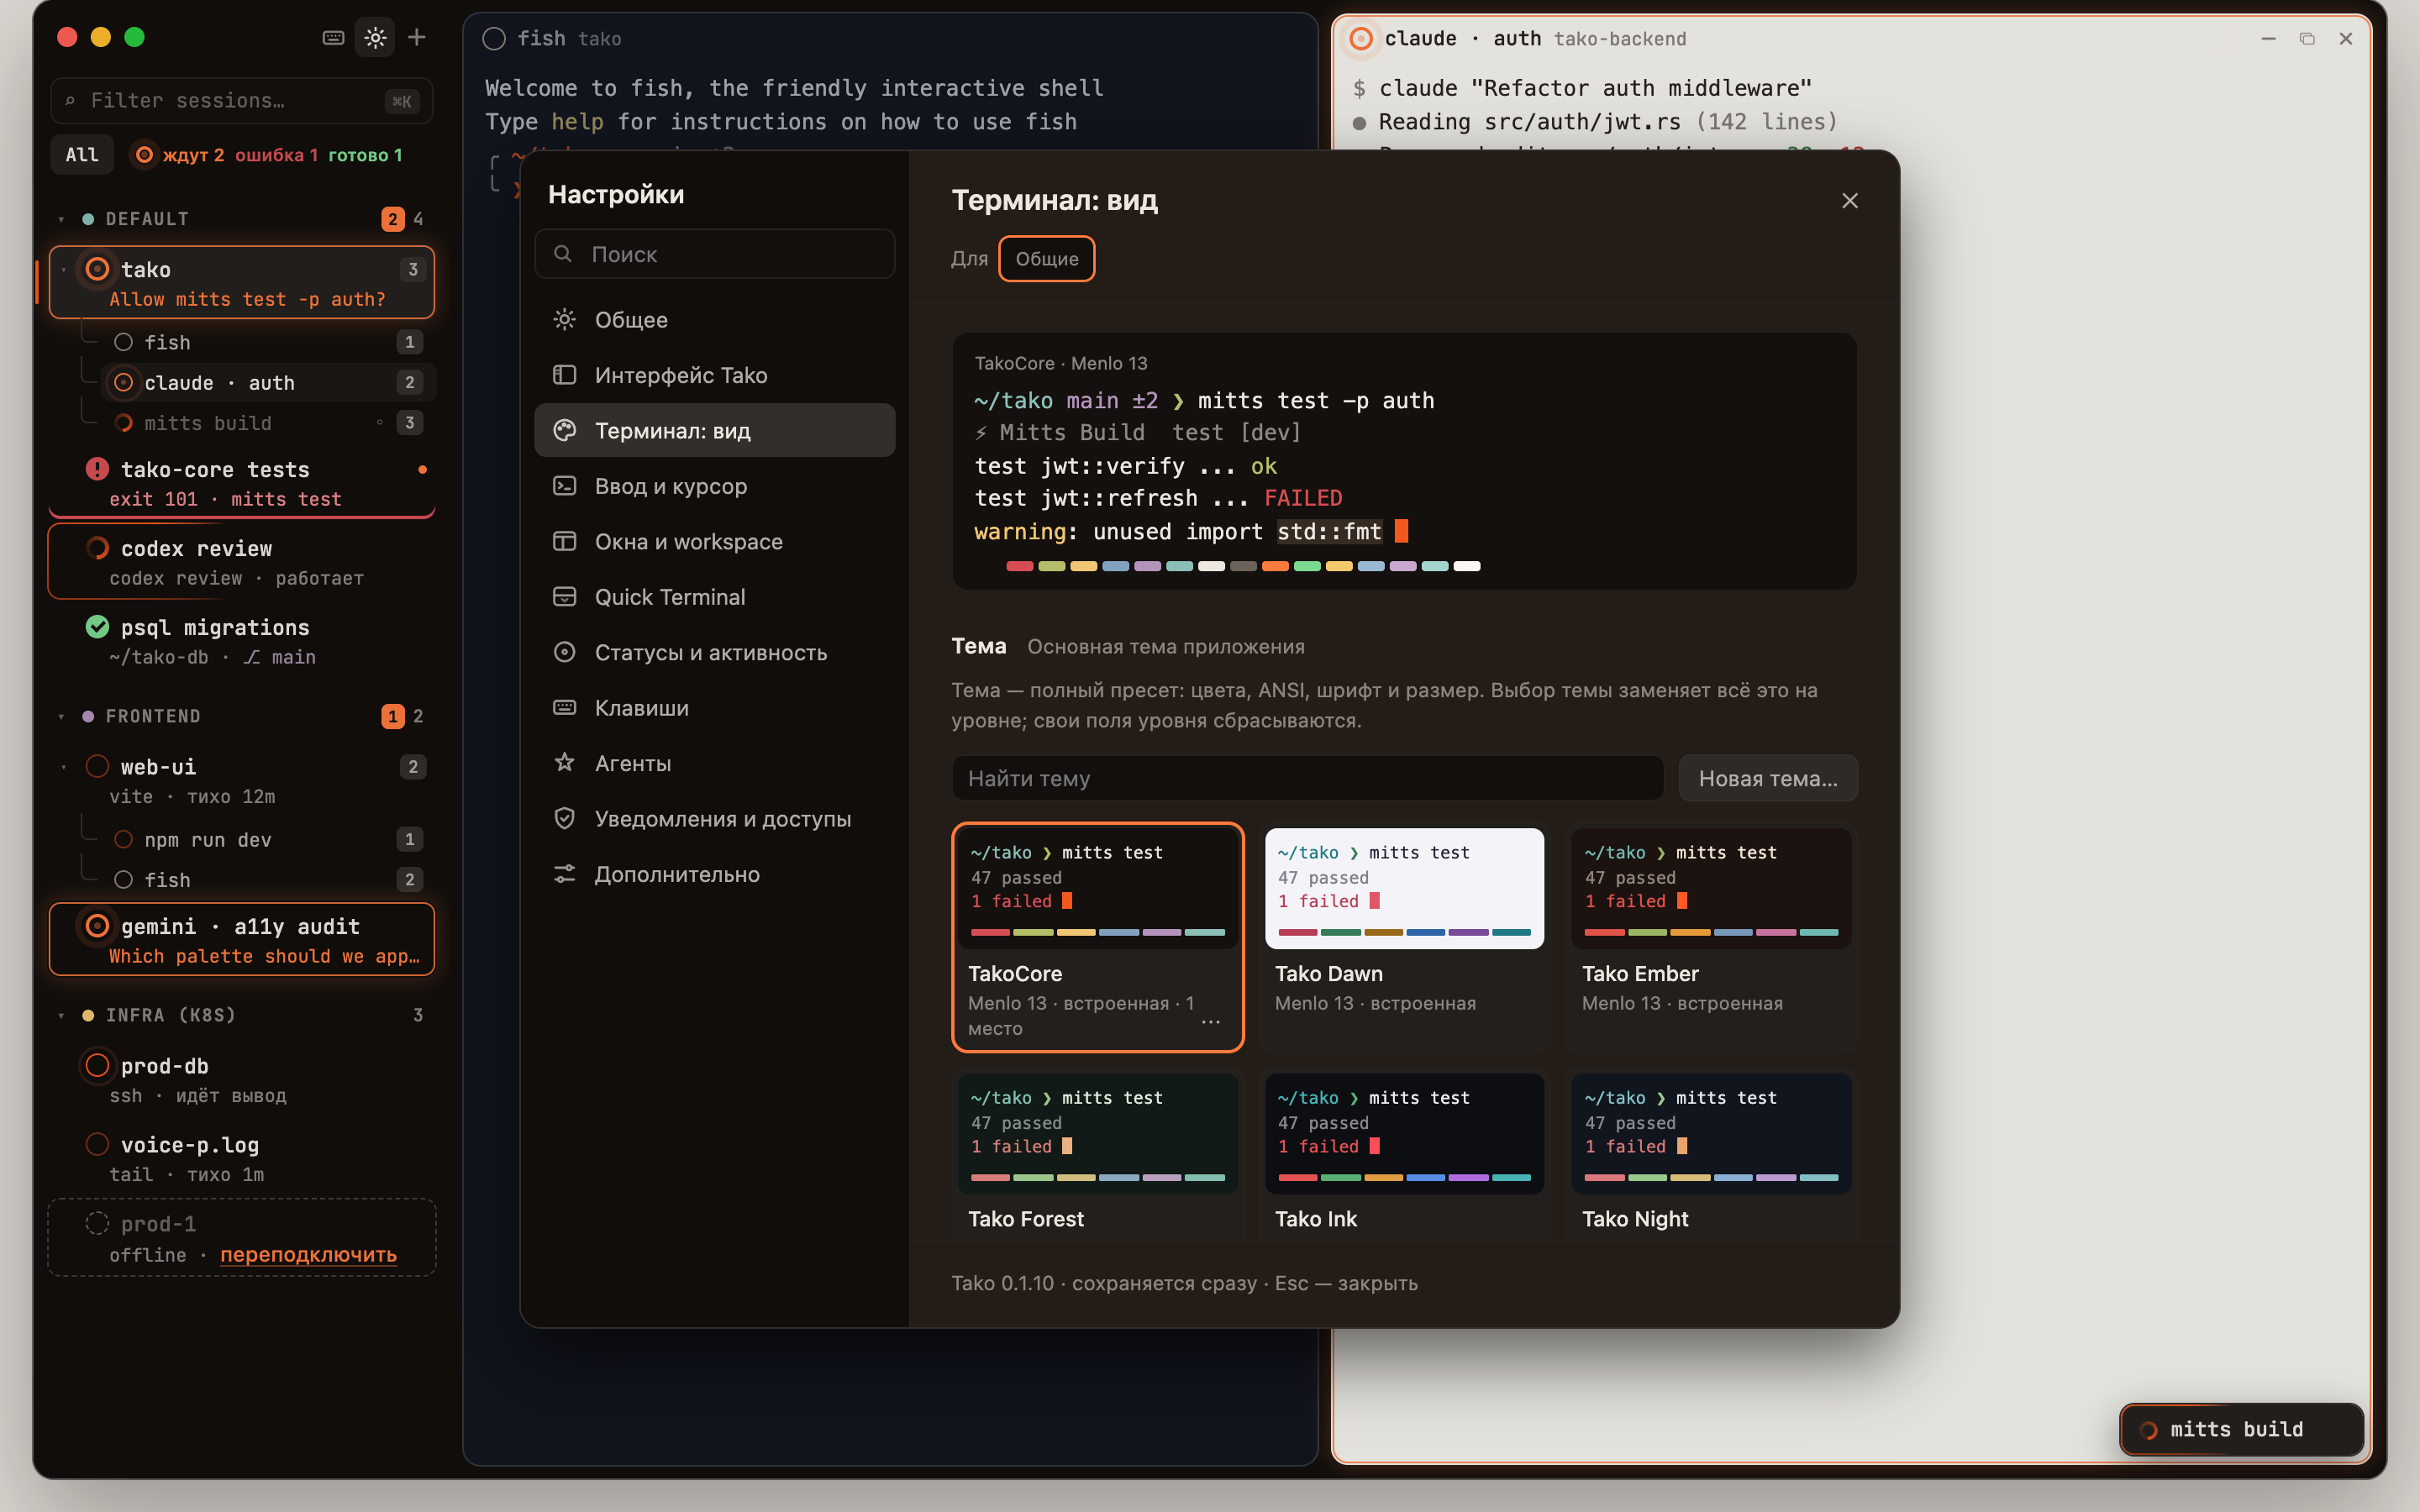 Filter sessions… ⌘K
All ждут 2 ошибка 1 готово 1
DEFAULT 2 4
tako 3
Allow mitts test -p auth?
fish 1
claude · auth 2
mitts build 3
tako-core tests
exit 101 · mitts test
codex review
codex review · работает
psql migrations
~/tako-db · ⎇ main
FRONTEND 1 2
web-ui 2
vite · тихо 12m
npm run dev 1
fish 2
gemini · a11y audit
Which palette should we app…
INFRA (K8S) 3
prod-db
ssh · идёт вывод
voice-p.log
tail · тихо 1m
prod-1
offline · переподключить
fish tako
Welcome to fish, the friendly interactive shell
Type help for instructions on how to use fish
claude · auth tako-backend
$ claude "Refactor auth middleware"
● Reading src/auth/jwt.rs (142 lines)
Настройки
Поиск
Общее
Интерфейс Tako
Терминал: вид
Ввод и курсор
Окна и workspace
Quick Terminal
Статусы и активность
Клавиши
Агенты
Уведомления и доступы
Дополнительно
Терминал: вид
Для Общие
TakoCore · Menlo 13
~/tako main ±2 ❯ mitts test -p auth
⚡ Mitts Build test [dev]
test jwt::verify ... ok
test jwt::refresh ... FAILED
warning: unused import std::fmt
Тема Основная тема приложения
Тема — полный пресет: цвета, ANSI, шрифт и размер. Выбор темы заменяет всё это на
уровне; свои поля уровня сбрасываются.
Найти тему Новая тема…
~/tako ❯ mitts test
47 passed
1 failed
TakoCore
Menlo 13 · встроенная · 1
место …
~/tako ❯ mitts test
47 passed
1 failed
Tako Dawn
Menlo 13 · встроенная
~/tako ❯ mitts test
47 passed
1 failed
Tako Ember
Menlo 13 · встроенная
~/tako ❯ mitts test
47 passed
1 failed
Tako Forest
~/tako ❯ mitts test
47 passed
1 failed
Tako Ink
~/tako ❯ mitts test
47 passed
1 failed
Tako Night
Tako 0.1.10 · сохраняется сразу · Esc — закрыть
mitts build